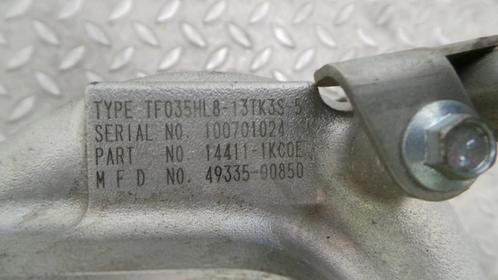 TYPE TF035HL8-13TK3S-5
SERIAL NO. 100701024
PART NO. 14411-1KC0E
M F D NO. 49335-00850